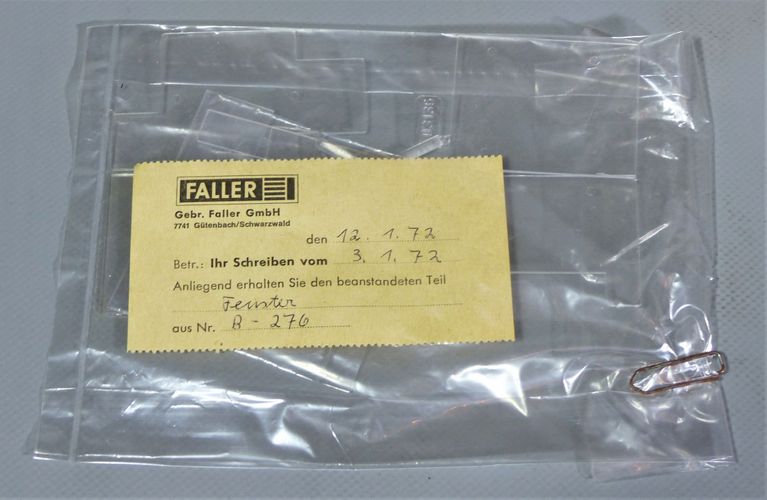 FALLER
Gebr. Faller GmbH
7741 Gütenbach/Schwarzwald
den 12.1.72
Betr.: Ihr Schreiben vom 3.1.72
Anliegend erhalten Sie den beanstandeten Teil
Fenster
aus Nr. B-276